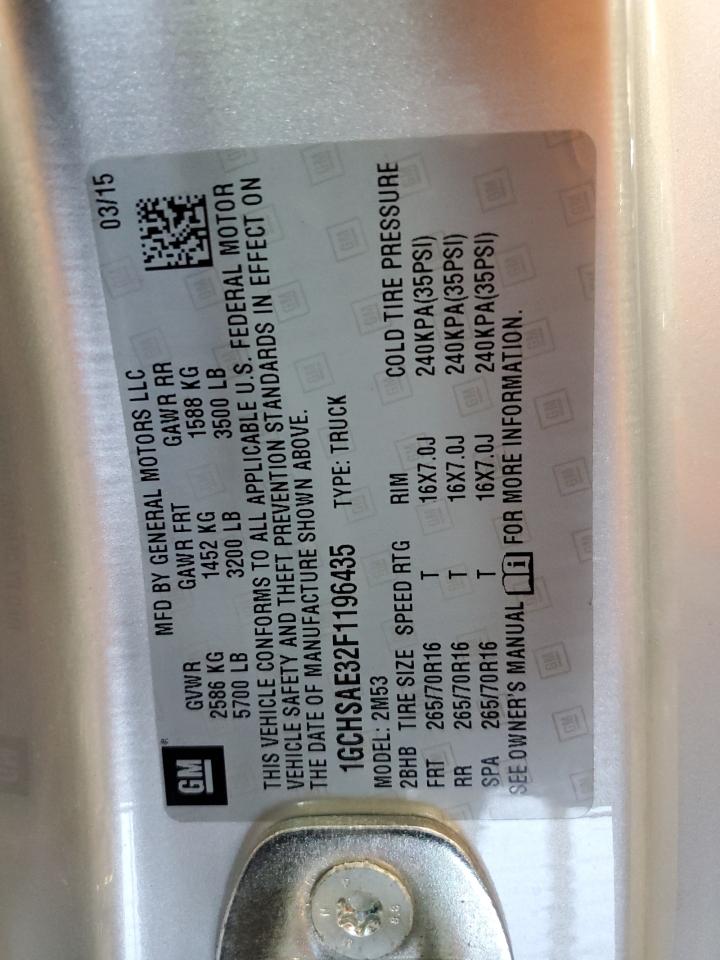 GM®
MFD BY GENERAL MOTORS LLC 03/15
GVWR GAWR FRT GAWR RR
2586 KG 1452 KG 1588 KG
5700 LB 3200 LB 3500 LB
THIS VEHICLE CONFORMS TO ALL APPLICABLE U.S. FEDERAL MOTOR
VEHICLE SAFETY AND THEFT PREVENTION STANDARDS IN EFFECT ON
THE DATE OF MANUFACTURE SHOWN ABOVE.
1GCHSAE32F1196435 TYPE: TRUCK
MODEL: 2M53
2BHB TIRE SIZE SPEED RTG RIM COLD TIRE PRESSURE
FRT 265/70R16 T 16X7.0J 240KPA(35PSI)
RR 265/70R16 T 16X7.0J 240KPA(35PSI)
SPA 265/70R16 T 16X7.0J 240KPA(35PSI)
SEE OWNER'S MANUAL i FOR MORE INFORMATION.
8.8